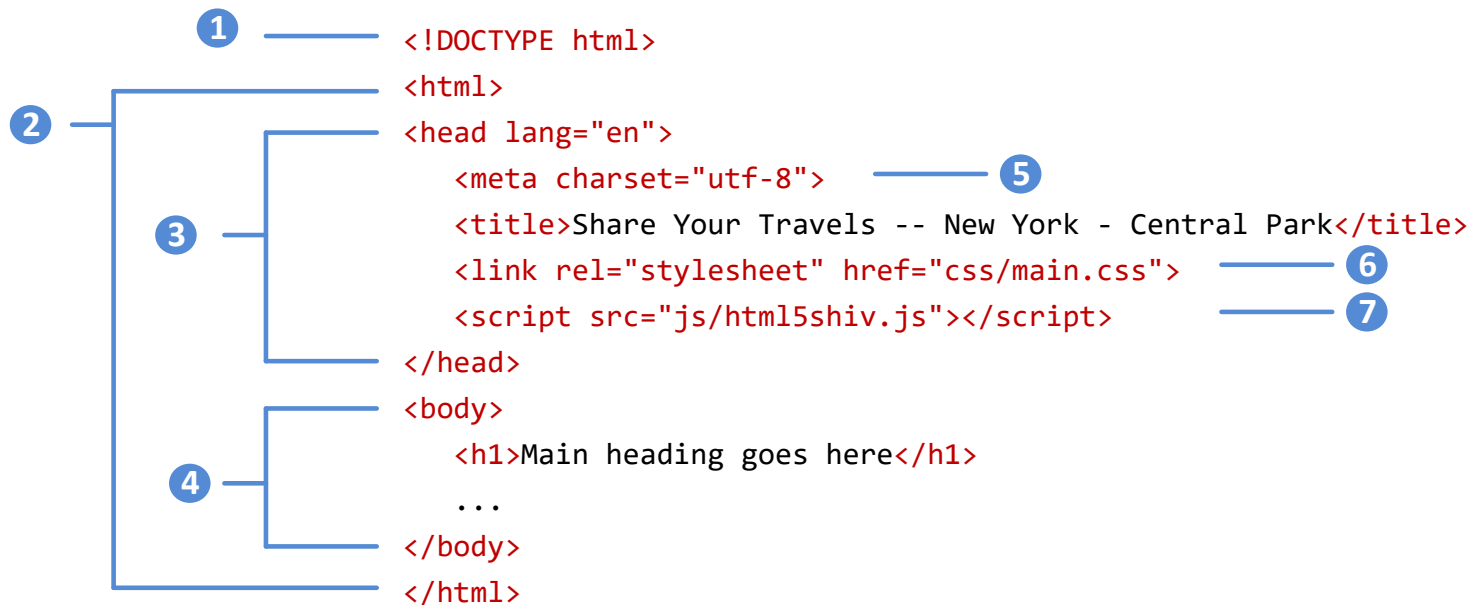 1 <!DOCTYPE html>
<html>
2 <head lang="en">
<meta charset="utf-8"> 5
3 <title>Share Your Travels -- New York - Central Park</title>
<link rel="stylesheet" href="css/main.css"> 6
<script src="js/html5shiv.js"></script> 7
</head>
<body>
<h1>Main heading goes here</h1>
4 ...
</body>
</html>